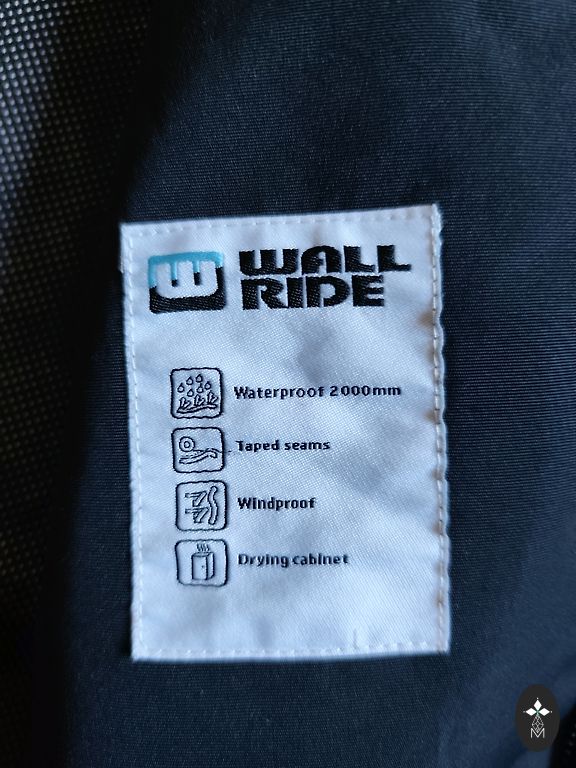 WALL
RIDE
Waterproof 2000mm
Taped seams
Windproof
Drying cabinet
M